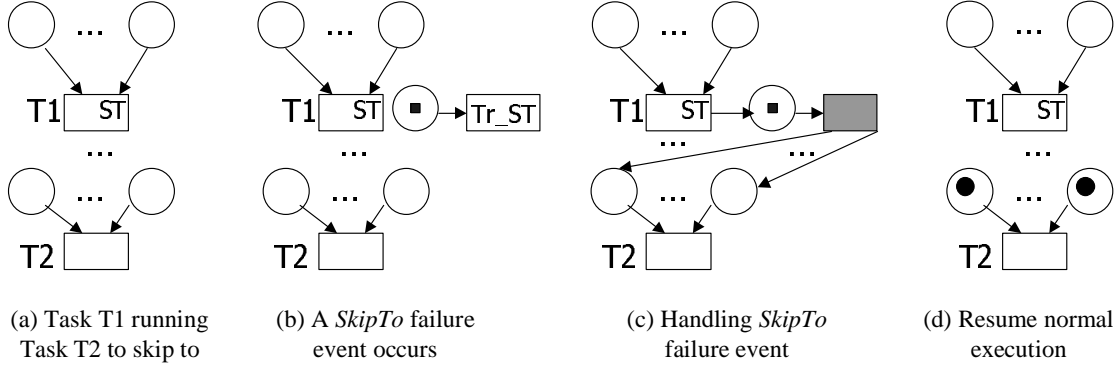 ... ... ... ...
T1 ST T1 ST Tr_ST T1 ST T1 ST
... ... ... ... ...
... ... ... ...
T2 T2 T2 T2
(a) Task T1 running
Task T2 to skip to
(b) A SkipTo failure
event occurs
(c) Handling SkipTo
failure event
(d) Resume normal
execution